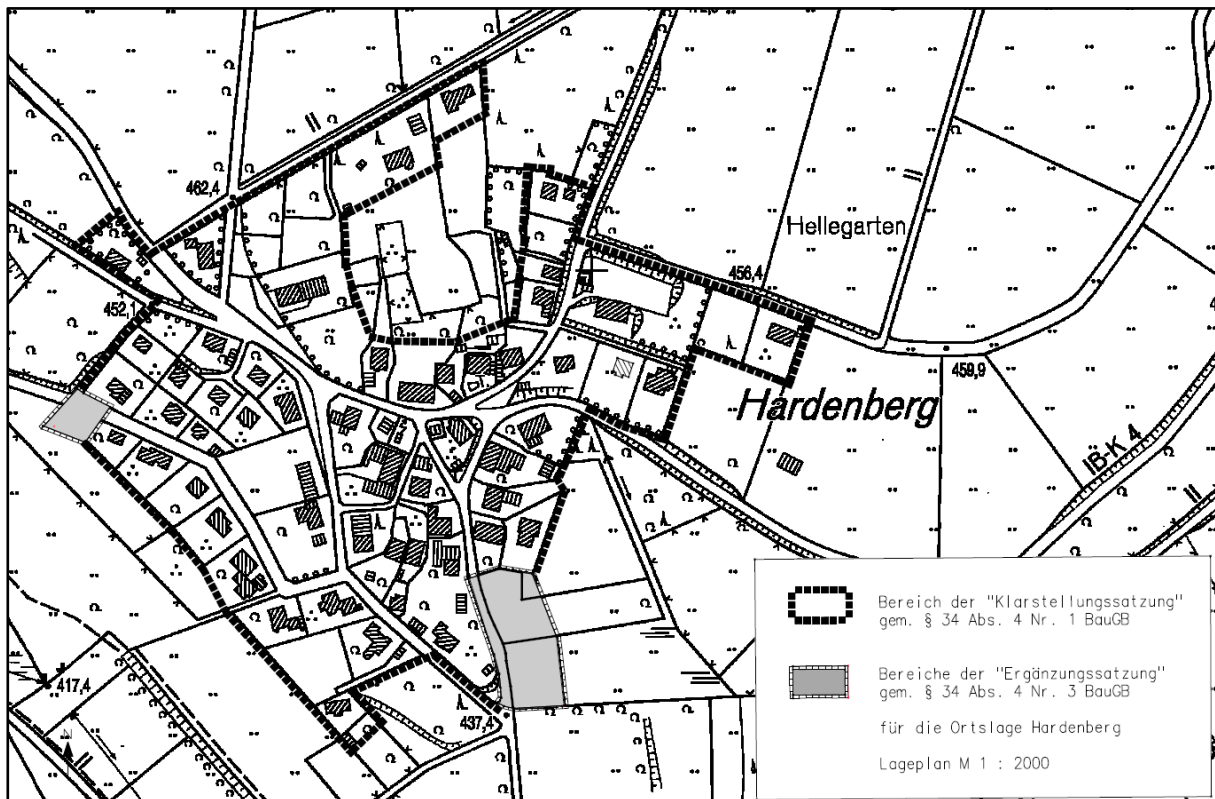 462,4
Hellegarten
456,4
452,1
459,9
Hardenberg
IB-K 4
417,4
437,4
N
Bereich der "Klarstellungssatzung"
gem. § 34 Abs. 4 Nr. 1 BauGB
Bereiche der "Ergänzungssatzung"
gem. § 34 Abs. 4 Nr. 3 BauGB
für die Ortslage Hardenberg
Lageplan M 1 : 2000